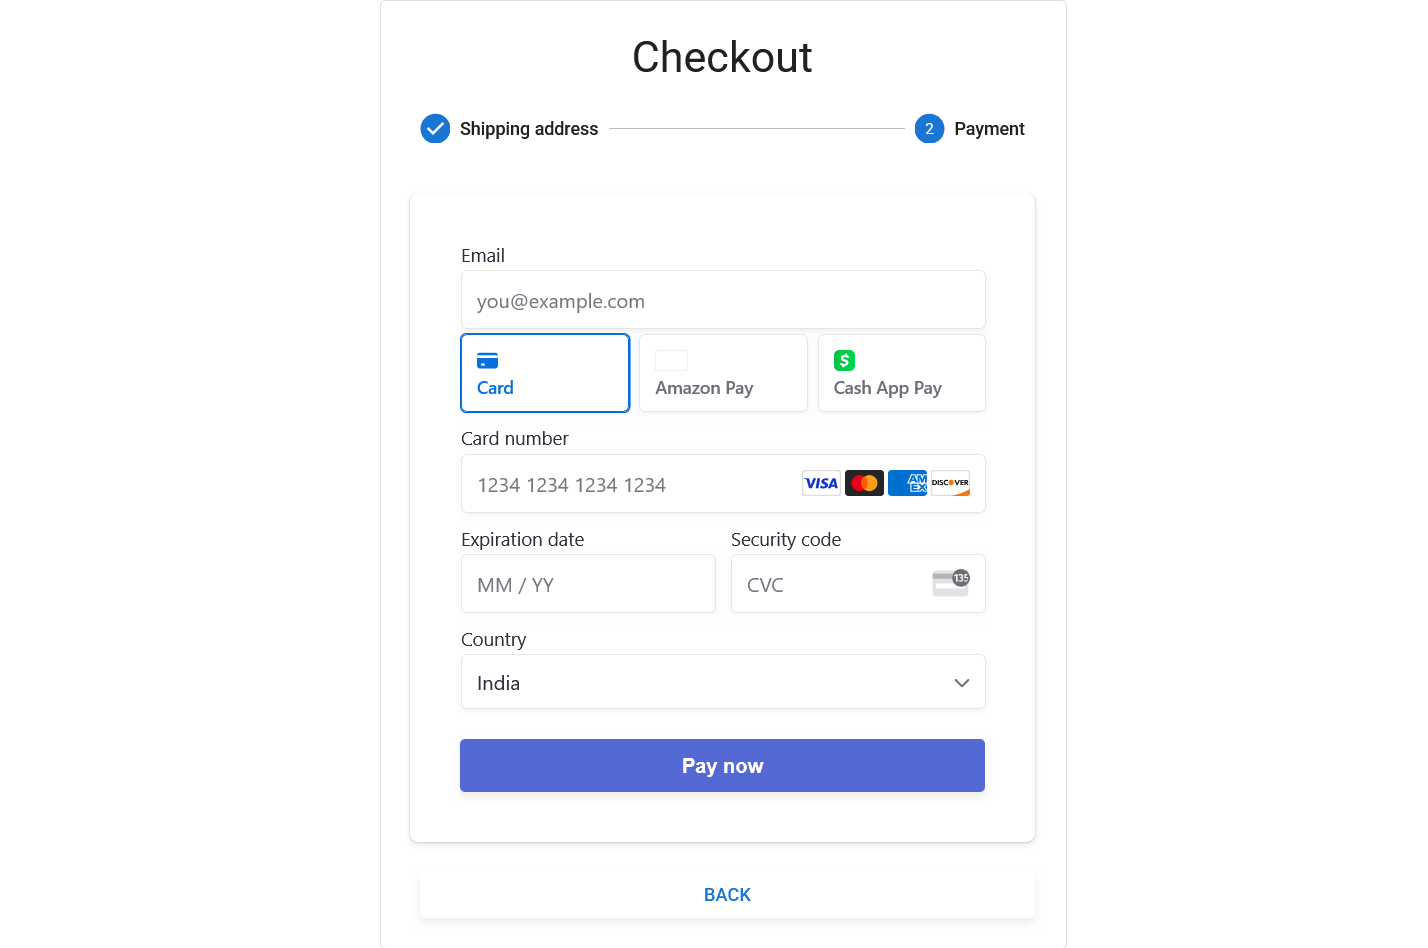 Checkout
Shipping address
2 Payment
Email
you@example.com
Card
Amazon Pay
Cash App Pay
Card number
1234 1234 1234 1234 VISA AM EX DISCOVER
Expiration date
Security code
MM / YY
CVC 135
Country
India
Pay now
BACK